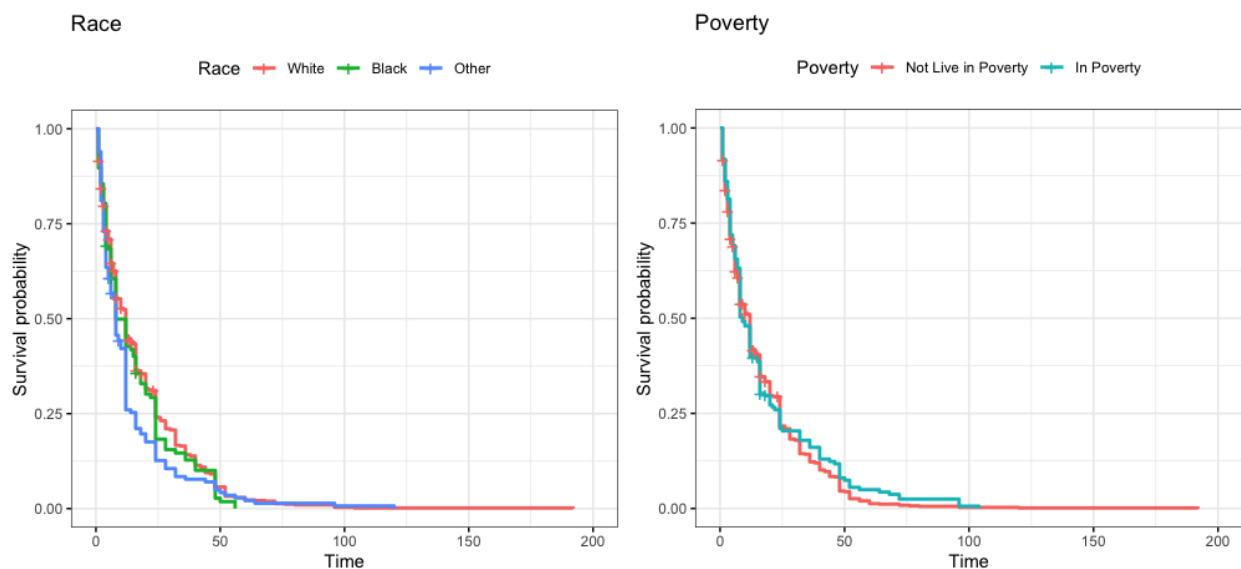 Race
Race White Black Other
1.00
0.75
0.50
0.25
0.00
Survival probability
0 50 100 150 200
Time
Poverty
Poverty Not Live in Poverty In Poverty
1.00
0.75
0.50
0.25
0.00
Survival probability
0 50 100 150 200
Time